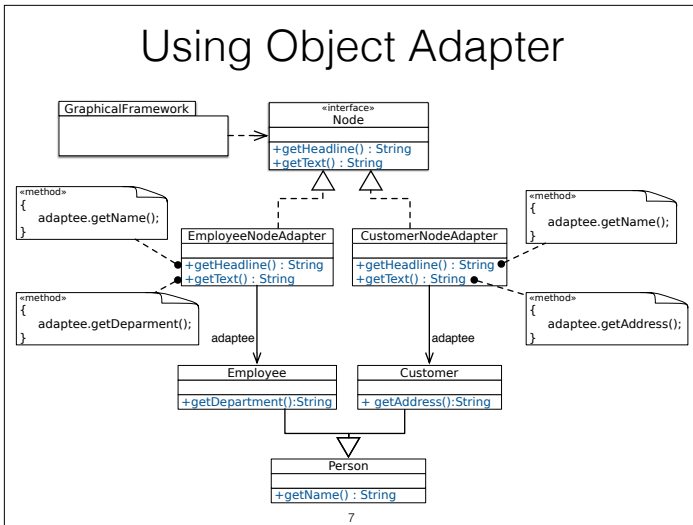 Using Object Adapter
GraphicalFramework
«interface»
Node
+getHeadline() : String
+getText() : String
«method»
{
adaptee.getName();
}
«method»
{
adaptee.getName();
}
EmployeeNodeAdapter
+getHeadline() : String
+getText() : String
CustomerNodeAdapter
+getHeadline() : String
+getText() : String
«method»
{
adaptee.getDeparment();
}
«method»
{
adaptee.getAddress();
}
adaptee
adaptee
Employee
+getDepartment():String
Customer
+ getAddress():String
Person
+getName() : String
7